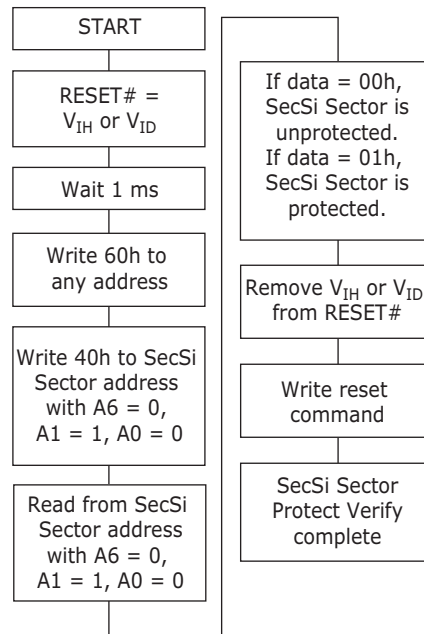 START
RESET# =
V_IH or V_ID
Wait 1 ms
Write 60h to
any address
Write 40h to SecSi
Sector address
with A6 = 0,
A1 = 1, A0 = 0
Read from SecSi
Sector address
with A6 = 0,
A1 = 1, A0 = 0
If data = 00h,
SecSi Sector is
unprotected.
If data = 01h,
SecSi Sector is
protected.
Remove V_IH or V_ID
from RESET#
Write reset
command
SecSi Sector
Protect Verify
complete